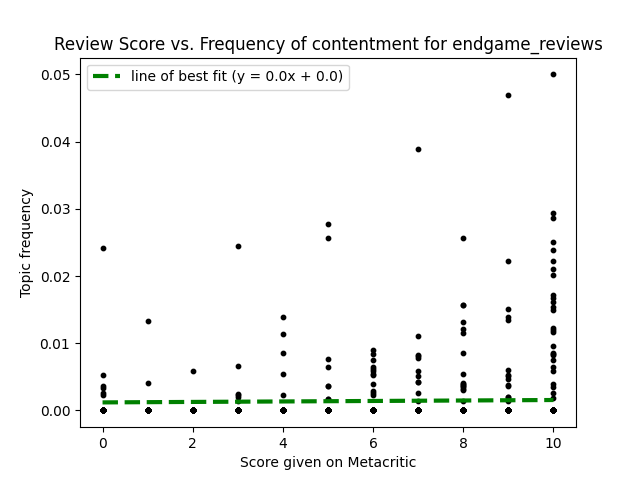 Review Score vs. Frequency of contentment for endgame_reviews
line of best fit (y = 0.0x + 0.0)
0.05
0.04
0.03
0.02
0.01
0.00
Topic frequency
0 2 4 6 8 10
Score given on Metacritic